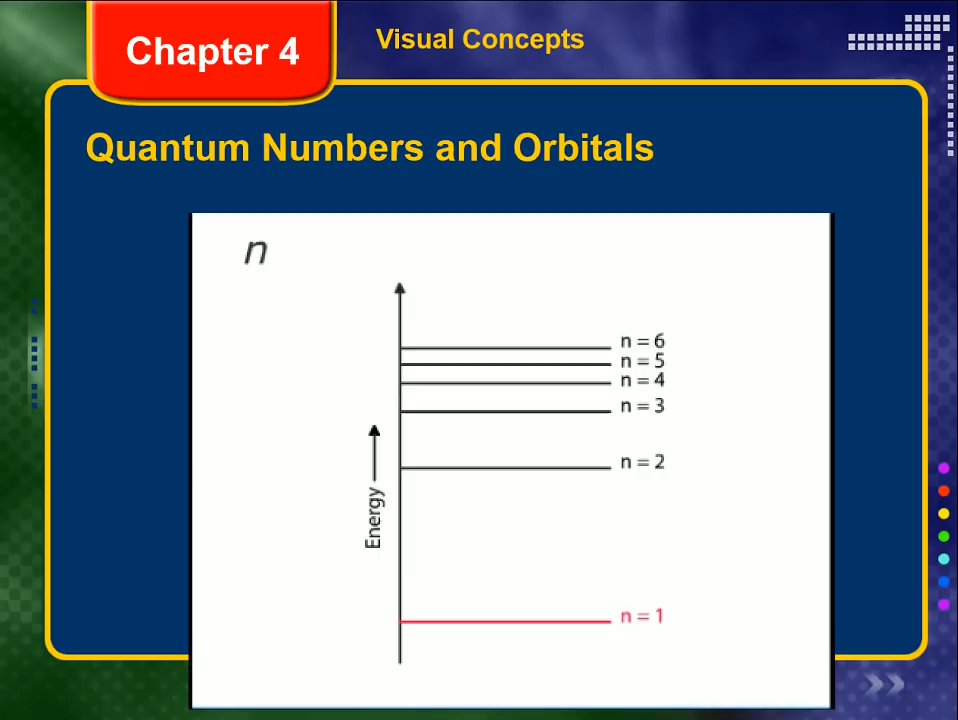 Chapter 4
Visual Concepts
Quantum Numbers and Orbitals
n
n = 6
n = 5
n = 4
n = 3
n = 2
Energy
n = 1